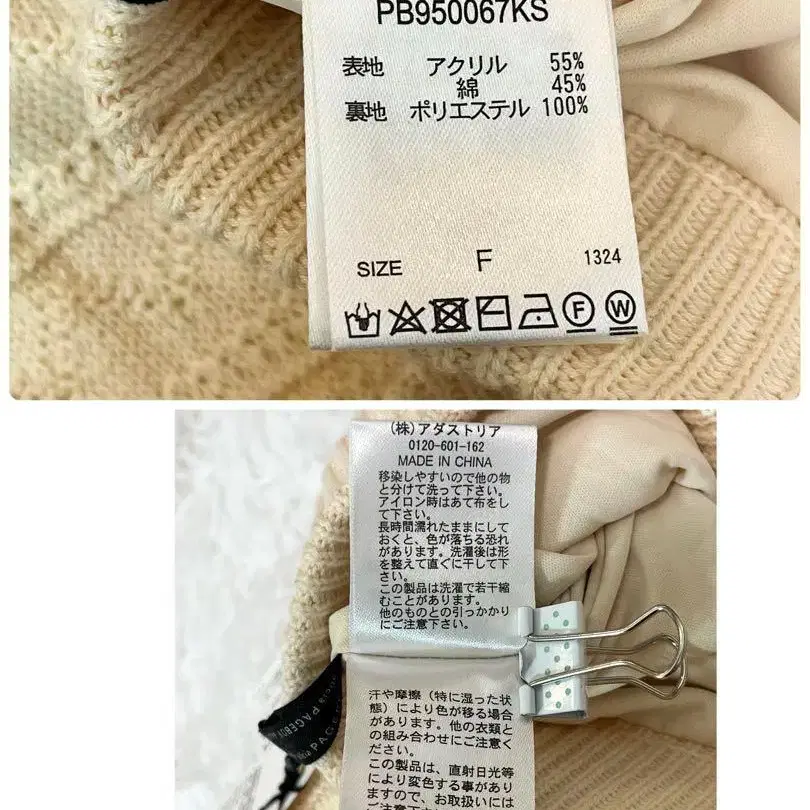 PB950067KS
表地 アクリル 55%
綿 45%
裏地 ポリエステル 100%
SIZE F 1324
F W
(株)アダストリア
0120-601-162
MADE IN CHINA
移染しやすいので他の物
と分けて洗って下さい。
アイロン時はあて布をし
て下さい。
長時間濡れたままにして
おくと、色が落ちる恐れ
があります。洗濯後は形
を整えて直ぐに干して下
さい。
この製品は洗濯で若干縮
むことがあります。
他のものとの引っかかり
にご注意下さい。
汗や摩擦(特に湿った状
態)により色が移る場合
があります。他の衣類と
の組み合わせにご注意く
ださい。
この製品は、直射日光等
により変色する事があり
ますので、お取扱いには
PAGEBOY